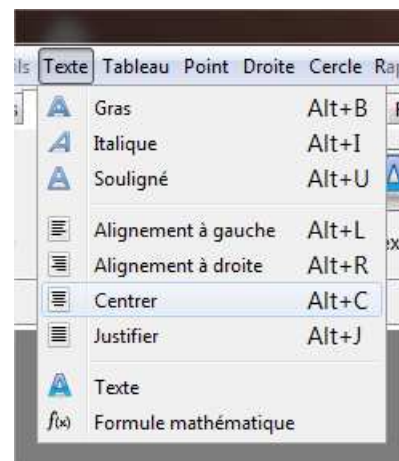 Texte Tableau Point Droite Cercle
Gras Alt+B
Italique Alt+I
Souligné Alt+U
Alignement à gauche Alt+L
Alignement à droite Alt+R
Centrer Alt+C
Justifier Alt+J
Texte
f(x) Formule mathématique